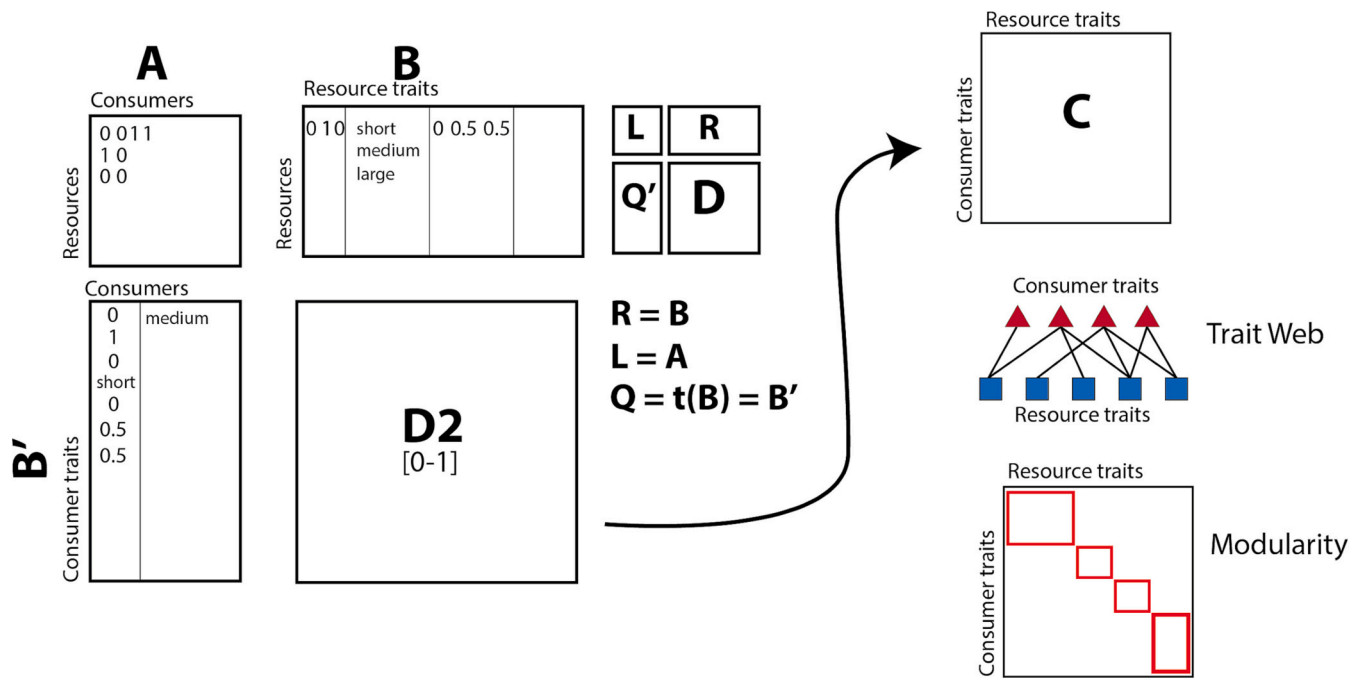 A
Consumers
0 0 1 1
1 0
0 0
Resources
B
Resource traits
0 1 0
short
medium
large
0 0.5 0.5
Resources
L
R
Q'
D
B'
Consumers
Consumer traits
0
1
0
short
0
0.5
0.5
medium
D2
[0-1]
R = B
L = A
Q = t(B) = B'
Resource traits
Consumer traits
C
Consumer traits
Trait Web
Resource traits
Resource traits
Consumer traits
Modularity